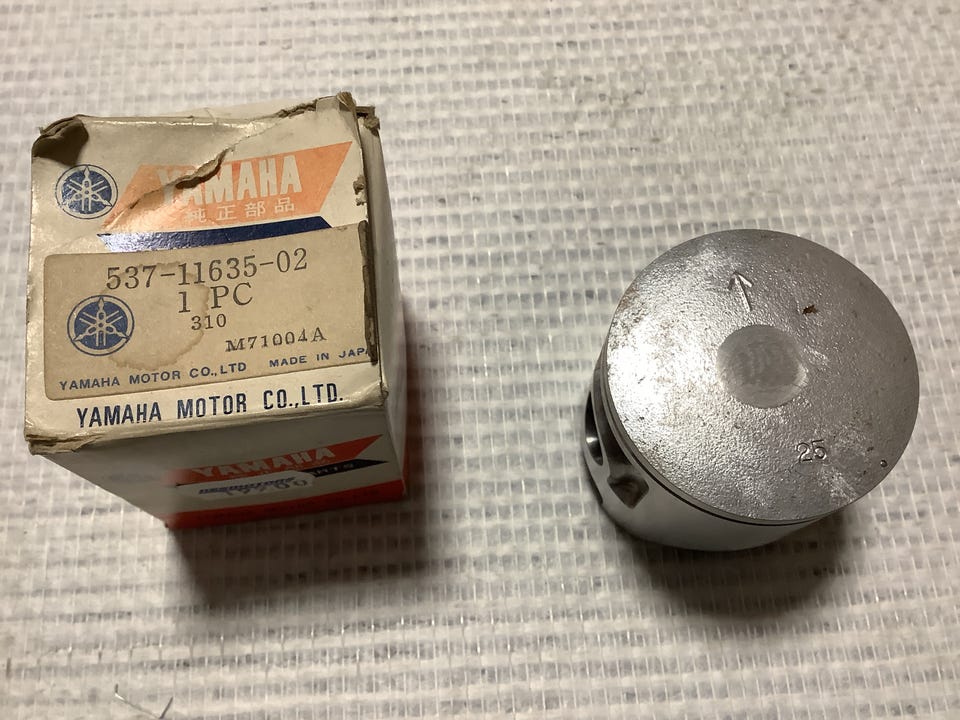 YAMAHA
純正部品
537-11635-02
1 PC
310
M71004A
YAMAHA MOTOR CO.,LTD MADE IN JAPA
YAMAHA MOTOR CO.,LTD.
YAMAHA
25